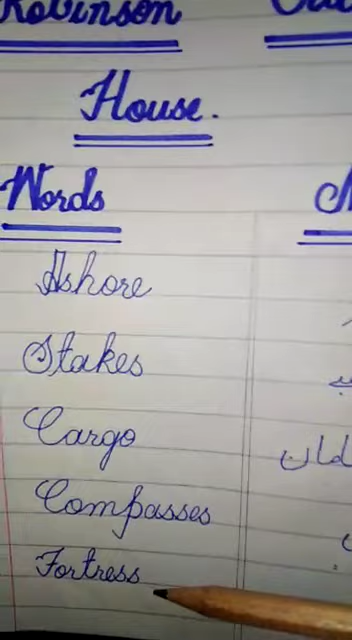 Robinson
House.
Words
Ashore
Stakes
Cargo
Compasses
Fortress